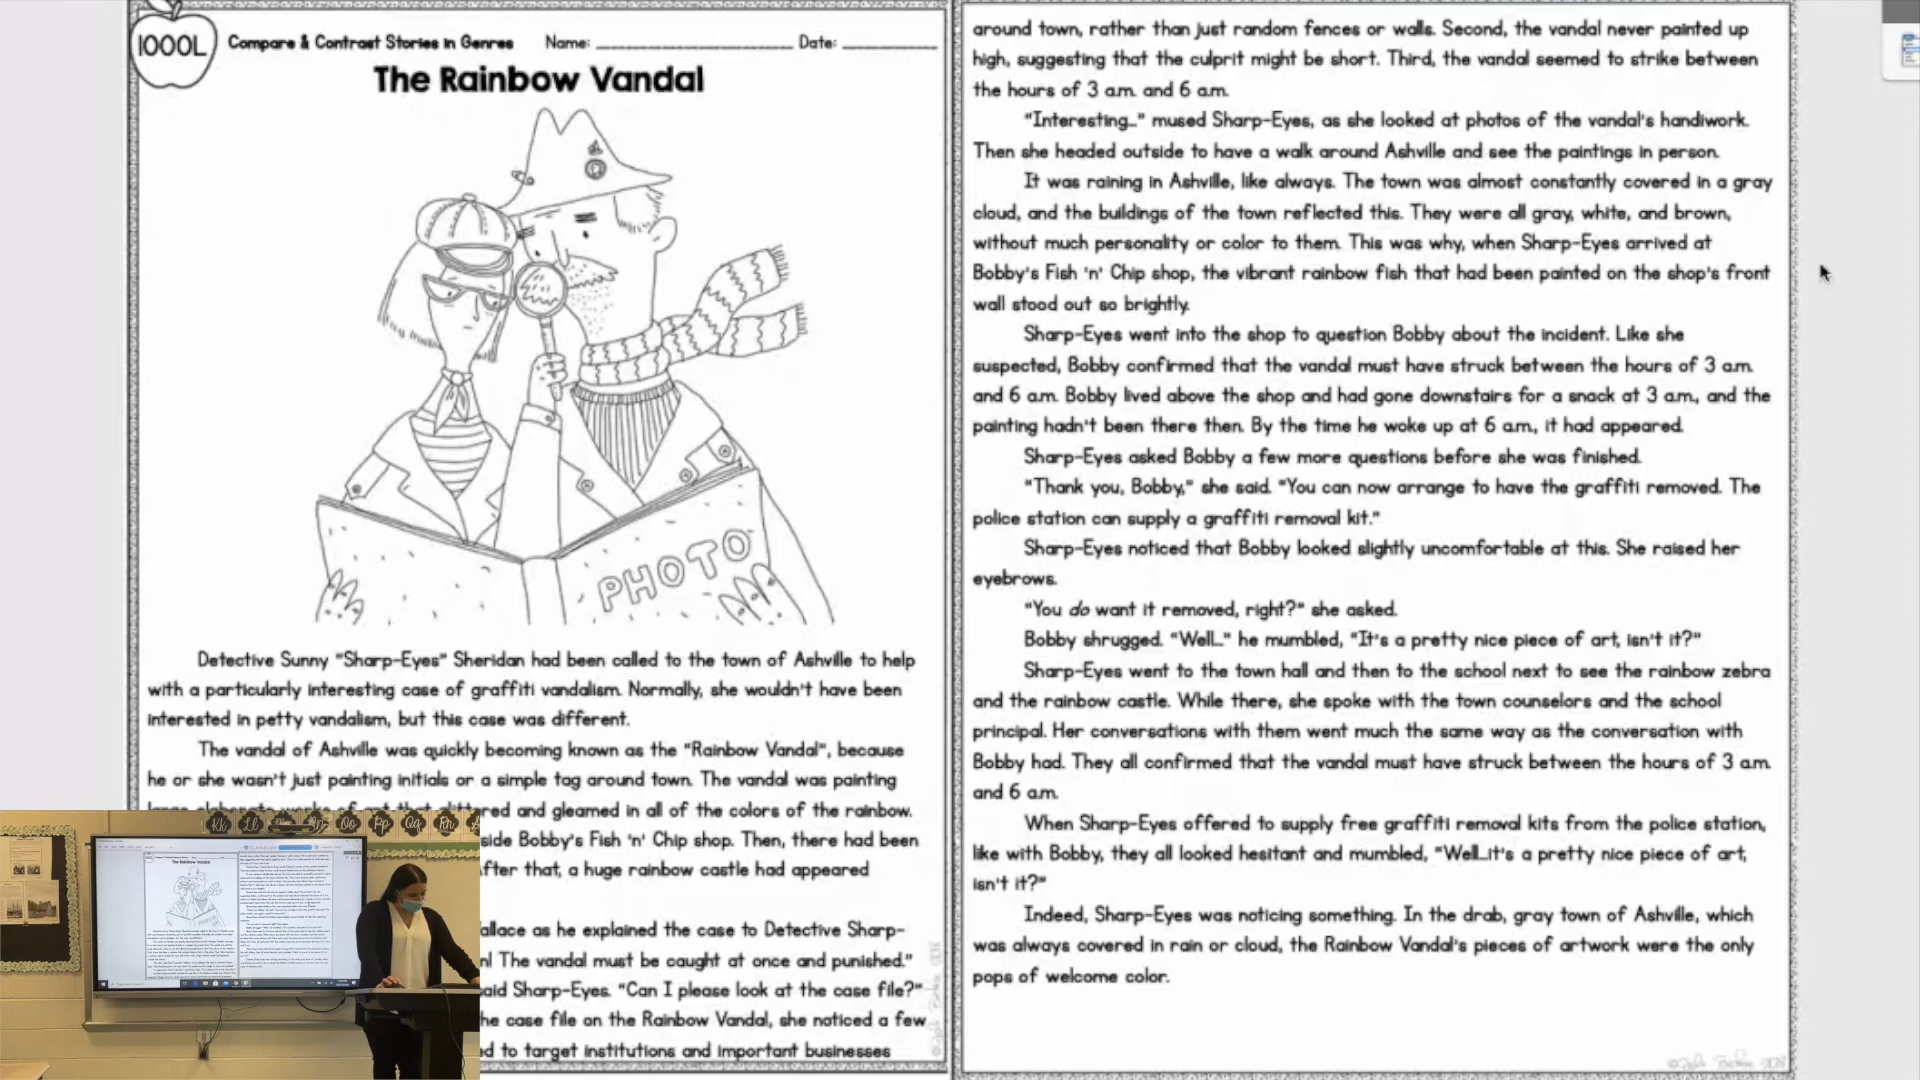 1000L
Compare & Contrast Stories in Genres Name: Date:
The Rainbow Vandal
PHOTO
Detective Sunny "Sharp-Eyes" Sheridan had been called to the town of Ashville to help
with a particularly interesting case of graffiti vandalism. Normally, she wouldn't have been
interested in petty vandalism, but this case was different.
The vandal of Ashville was quickly becoming known as the "Rainbow Vandal", because
he or she wasn't just painting initials or a simple tag around town. The vandal was painting
and gleamed in all of the colors of the rainbow.
side Bobby's Fish 'n' Chip shop. Then, there had been
fter that, a huge rainbow castle had appeared
allace as he explained the case to Detective Sharp-
n! The vandal must be caught at once and punished."
aid Sharp-Eyes. "Can I please look at the case file?"
he case file on the Rainbow Vandal, she noticed a few
d to target institutions and important businesses
around town, rather than just random fences or walls. Second, the vandal never painted up
high, suggesting that the culprit might be short. Third, the vandal seemed to strike between
the hours of 3 a.m. and 6 a.m.
"Interesting..." mused Sharp-Eyes, as she looked at photos of the vandal's handiwork.
Then she headed outside to have a walk around Ashville and see the paintings in person.
It was raining in Ashville, like always. The town was almost constantly covered in a gray
cloud, and the buildings of the town reflected this. They were all gray, white, and brown,
without much personality or color to them. This was why, when Sharp-Eyes arrived at
Bobby's Fish 'n' Chip shop, the vibrant rainbow fish that had been painted on the shop's front
wall stood out so brightly.
Sharp-Eyes went into the shop to question Bobby about the incident. Like she
suspected, Bobby confirmed that the vandal must have struck between the hours of 3 a.m.
and 6 a.m. Bobby lived above the shop and had gone downstairs for a snack at 3 a.m., and the
painting hadn't been there then. By the time he woke up at 6 a.m., it had appeared.
Sharp-Eyes asked Bobby a few more questions before she was finished.
"Thank you, Bobby," she said. "You can now arrange to have the graffiti removed. The
police station can supply a graffiti removal kit."
Sharp-Eyes noticed that Bobby looked slightly uncomfortable at this. She raised her
eyebrows.
"You do want it removed, right?" she asked.
Bobby shrugged. "Well..." he mumbled, "It's a pretty nice piece of art, isn't it?"
Sharp-Eyes went to the town hall and then to the school next to see the rainbow zebra
and the rainbow castle. While there, she spoke with the town counselors and the school
principal. Her conversations with them went much the same way as the conversation with
Bobby had. They all confirmed that the vandal must have struck between the hours of 3 a.m.
and 6 a.m.
When Sharp-Eyes offered to supply free graffiti removal kits from the police station,
like with Bobby, they all looked hesitant and mumbled, "Well...it's a pretty nice piece of art,
isn't it?"
Indeed, Sharp-Eyes was noticing something. In the drab, gray town of Ashville, which
was always covered in rain or cloud, the Rainbow Vandal's pieces of artwork were the only
pops of welcome color.
Kk Ll Oo Pp Qq Rr
The Rainbow Vandal